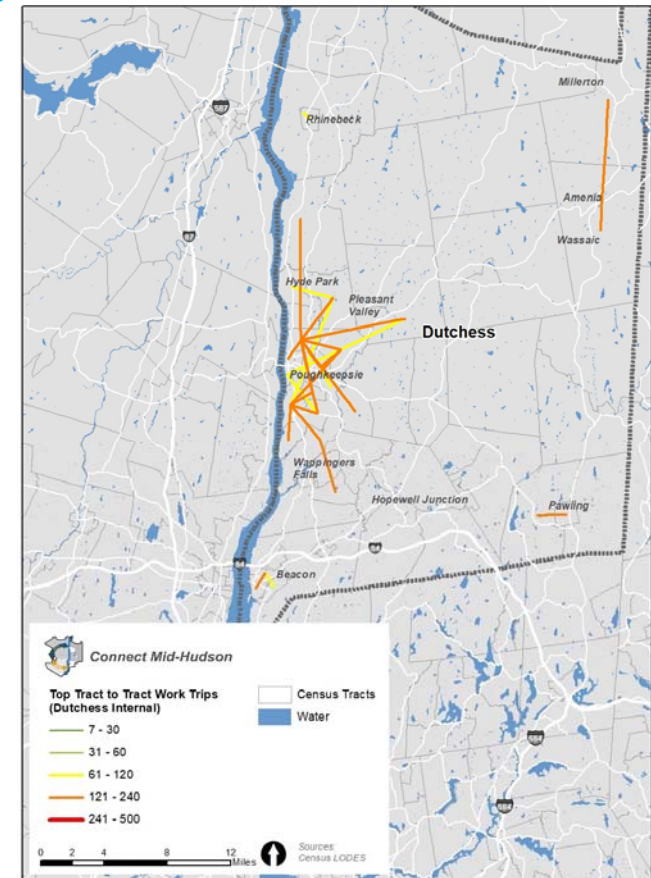 Millerton
587
Rhinebeck
Amenia
87
Wassaic
Hyde Park
Pleasant
Valley
Dutchess
Poughkeepsie
Wappingers
Falls
Hopewell Junction
Pawling
Beacon
Connect Mid-Hudson
Top Tract to Tract Work Trips
(Dutchess Internal)
7 - 30
31 - 60
61 - 120
121 - 240
241 - 500
Census Tracts
Water
684
684
0 2 4 8 12
Miles
Sources
Census LODES